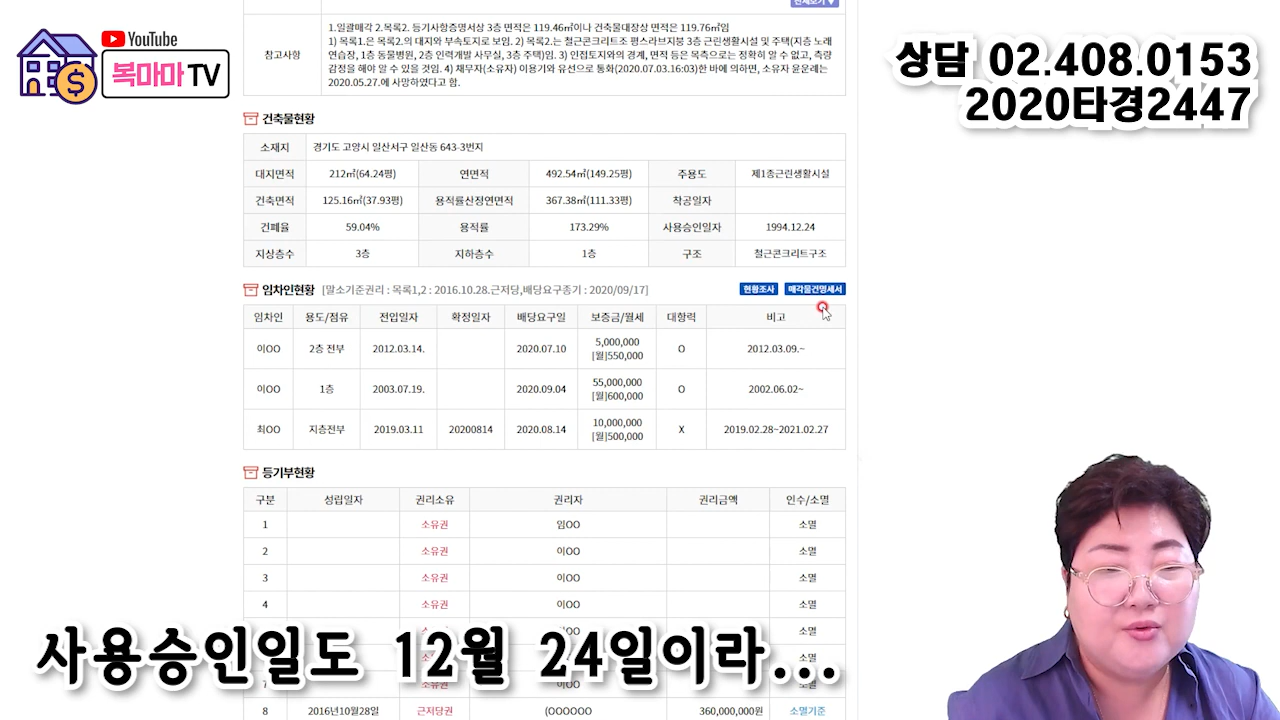 전체보기▼
YouTube
복마마 TV
상담 02.408.0153
2020타경2447
참고사항
1.일괄매각 2.목록2. 등기사항증명서상 3층 면적은 119.46㎡이나 건축물대장상 면적은 119.76㎡임
1) 목록1.은 목록2.의 대지와 부속토지로 보임. 2) 목록2.는 철근콘크리트조 평스라브지붕 3층 근린생활시설 및 주택(지층 노래
연습장, 1층 동물병원, 2층 인력개발 사무실, 3층 주택)용 3) 인접토지와의 경계, 면적 등은 목측으로는 정확히 알 수 없고, 측량
감정을 해야 알 수 있을 것임. 4) 채무자(소유자) 이용기와 유선으로 통화(2020.07.03.16:03)한 바에 의하면, 소유자 윤운례는
2020.05.27.에 사망하였다고 함.
건축물현황
소재지 경기도 고양시 일산서구 일산동 643-3번지
대지면적 212㎡(64.24평) 연면적 492.54㎡(149.25평) 주용도 제1종근린생활시설
건축면적 125.16㎡(37.93평) 용적률산정연면적 367.38㎡(111.33평) 착공일자
건폐율 59.04% 용적률 173.29% 사용승인일자 1994.12.24
지상층수 3층 지하층수 1층 구조 철근콘크리트구조
임차인현황 [말소기준권리 : 목록1,2 : 2016.10.28.근저당,배당요구종기 : 2020/09/17] 현황조사 매각물건명세서
임차인 용도/점유 전입일자 확정일자 배당요구일 보증금/월세 대항력 비고
이OO 2층 전부 2012.03.14. 2020.07.10 5,000,000 [월]550,000 O 2012.03.09.~
이OO 1층 2003.07.19. 2020.09.04 55,000,000 [월]600,000 O 2002.06.02~
최OO 지층전부 2019.03.11 20200814 2020.08.14 10,000,000 [월]500,000 X 2019.02.28~2021.02.27
등기부현황
구분 성립일자 권리소유 권리자 권리금액 인수/소멸
1 소유권 임OO 소멸
2 소유권 이OO 소멸
3 소유권 이OO 소멸
4 소유권 이OO 소멸
소멸
소멸
소유권 이OO 소멸
8 2016년10월28일 근저당권 (OOOOGO 360,000,000원 소멸기준
사용승인일도 12월 24일이라...